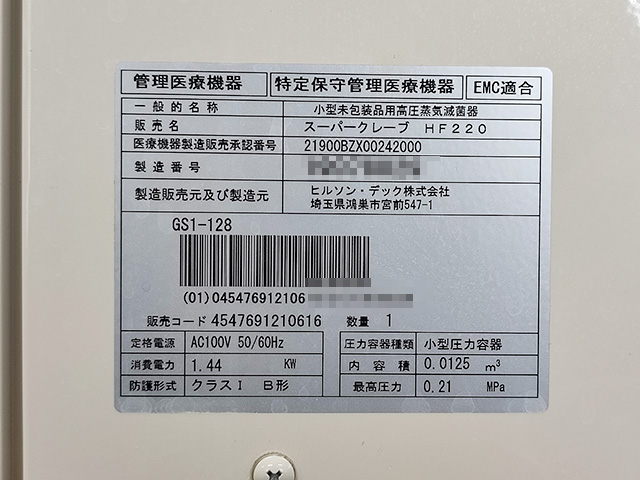 管理医療機器 特定保守管理医療機器 EMC適合
一般的名称 小型未包装品用高圧蒸気滅菌器
販売名 スーパークレーブ HF220
医療機器製造販売承認番号 21900BZX00242000
製造番号
製造販売元及び製造元 ヒルソン・デック株式会社
埼玉県鴻巣市宮前547-1
GS1-128
(01)045476912106
販売コード 4547691210616 数量 1
定格電源 AC100V 50/60Hz 圧力容器種類 小型圧力容器
消費電力 1.44 KW 内容積 0.0125 m³
防護形式 クラスI B形 最高圧力 0.21 MPa